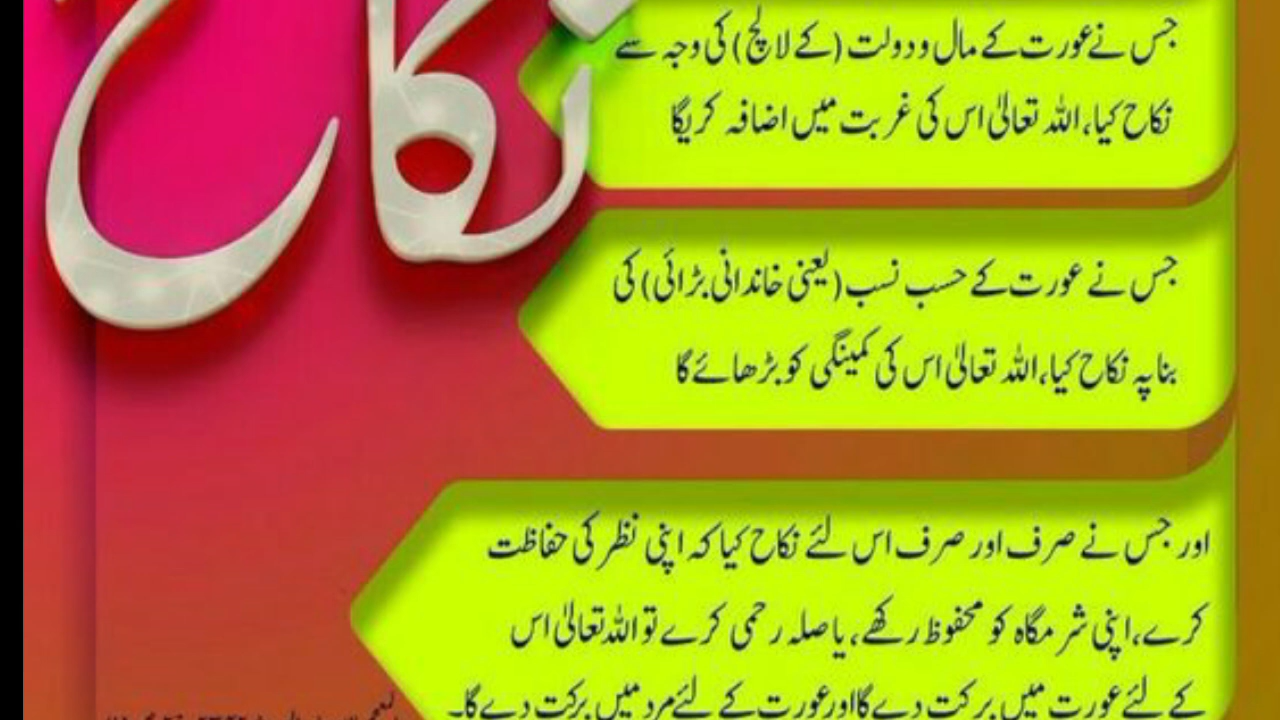 نکاح
جس نے عورت کے مال و دولت (کے لالچ) کی وجہ سے
نکاح کیا، اللہ تعالیٰ اس کی غربت میں اضافہ کریگا
جس نے عورت کے حسب نسب (یعنی خاندانی بڑائی) کی
بنا پہ نکاح کیا، اللہ تعالیٰ اس کی کمینگی کو بڑھائے گا
اور جس نے صرف اور صرف اس لئے نکاح کیا کہ اپنی نظر کی حفاظت
کرے، اپنی شرمگاہ کو محفوظ رکھے، یا صلہ رحمی کرے تو اللہ تعالیٰ اس
کے لئے عورت میں برکت دے گا اور عورت کے لئے مرد میں برکت دے گا۔